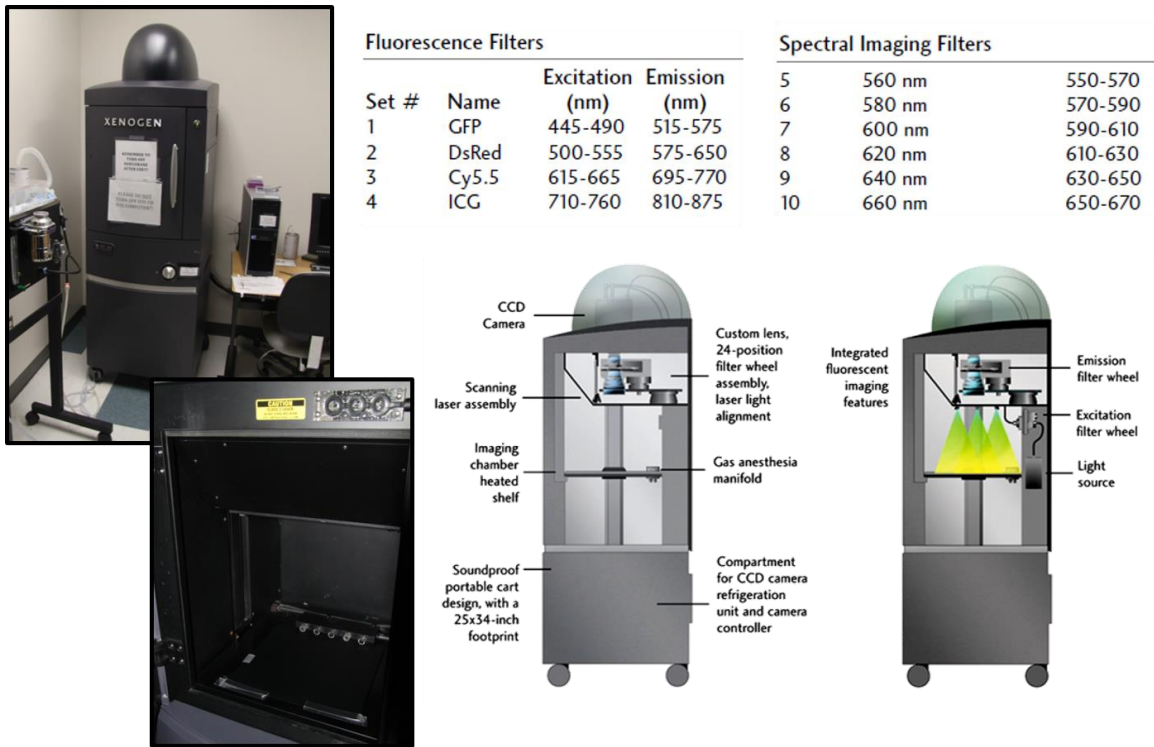 XENOGEN
CAUTION
Fluorescence Filters
Excitation Emission
Set # Name (nm) (nm)
1 GFP 445-490 515-575
2 DsRed 500-555 575-650
3 Cy5.5 615-665 695-770
4 ICG 710-760 810-875
Spectral Imaging Filters
5 560 nm 550-570
6 580 nm 570-590
7 600 nm 590-610
8 620 nm 610-630
9 640 nm 630-650
10 660 nm 650-670
CCD
Camera
Scanning
laser assembly
Imaging
chamber
heated
shelf
Soundproof
portable cart
design, with a
25x34-inch
footprint
Custom lens,
24-position
filter wheel
assembly,
laser light
alignment
Gas anesthesia
manifold
Compartment
for CCD camera
refrigeration
unit and camera
controller
Integrated
fluorescent
imaging
features
Emission
filter wheel
Excitation
filter wheel
Light
source